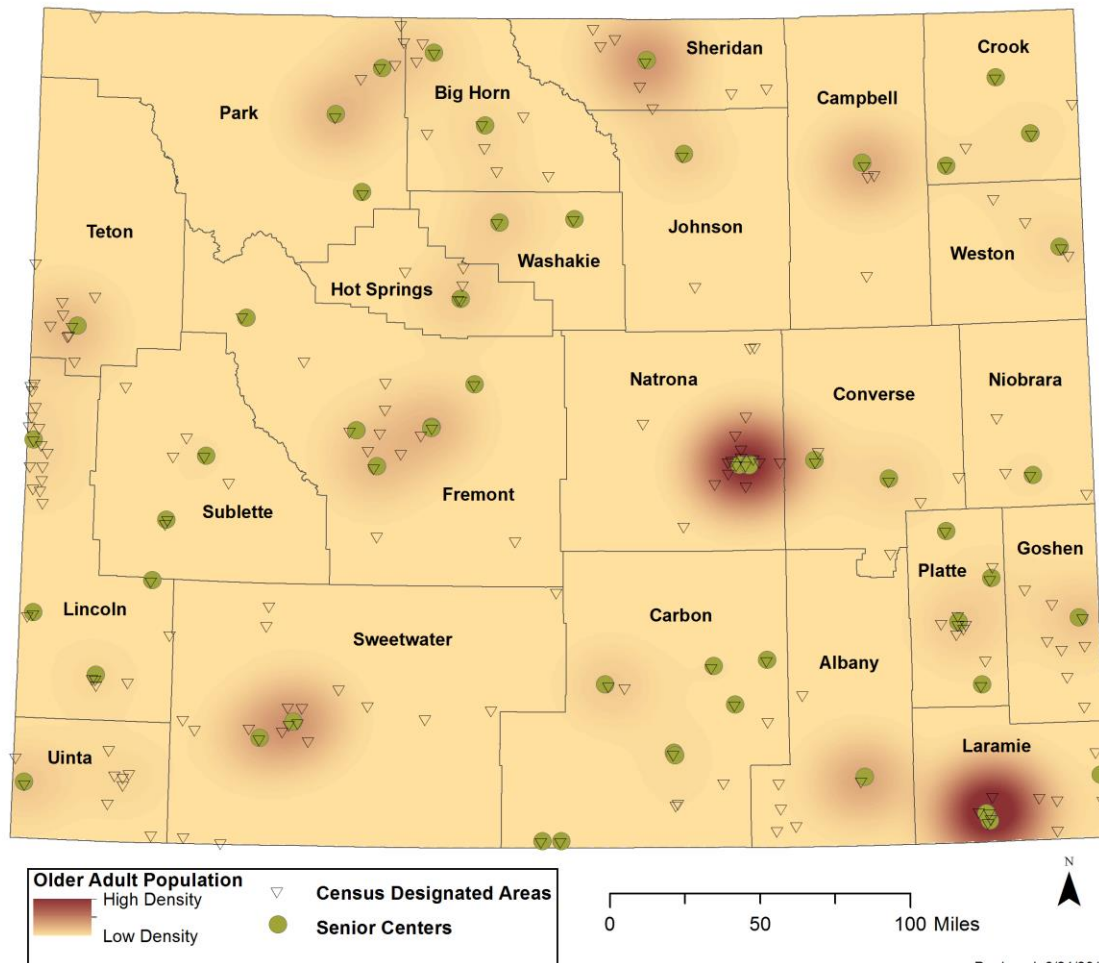 Sheridan
Crook
Park
Big Horn
Campbell
Teton
Johnson
Weston
Washakie
Hot Springs
Natrona
Converse
Niobrara
Fremont
Sublette
Goshen
Platte
Lincoln
Carbon
Sweetwater
Albany
Laramie
Uinta
Older Adult Population
High Density
Low Density
Census Designated Areas
Senior Centers
0 50 100 Miles
N